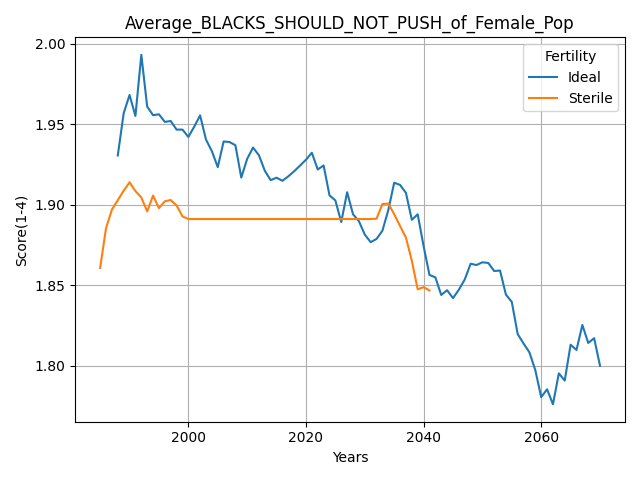 Average_BLACKS_SHOULD_NOT_PUSH_of_Female_Pop
Fertility
Ideal
Sterile
Score(1-4)
2.00
1.95
1.90
1.85
1.80
2000 2020 2040 2060
Years